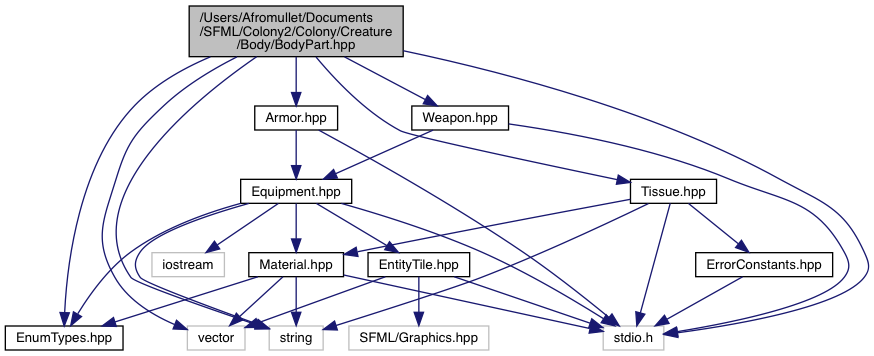 /Users/Afromullet/Documents
/SFML/Colony2/Colony/Creature
/Body/BodyPart.hpp
Armor.hpp
Weapon.hpp
Equipment.hpp
Tissue.hpp
iostream
Material.hpp
EntityTile.hpp
ErrorConstants.hpp
EnumTypes.hpp
vector
string
SFML/Graphics.hpp
stdio.h